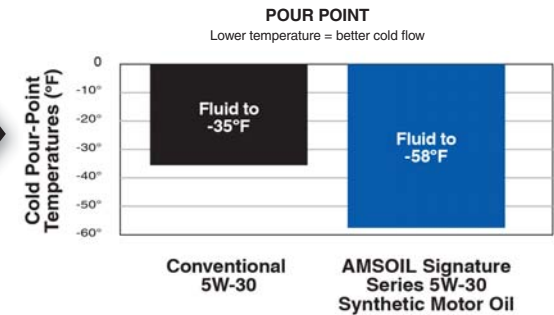 POUR POINT
Lower temperature = better cold flow
Cold Pour-Point
Temperatures (°F)
0
-10°
-20°
-30°
-40°
-50°
-60°
Fluid to
-35°F
Fluid to
-58°F
Conventional
5W-30
AMSOIL Signature
Series 5W-30
Synthetic Motor Oil